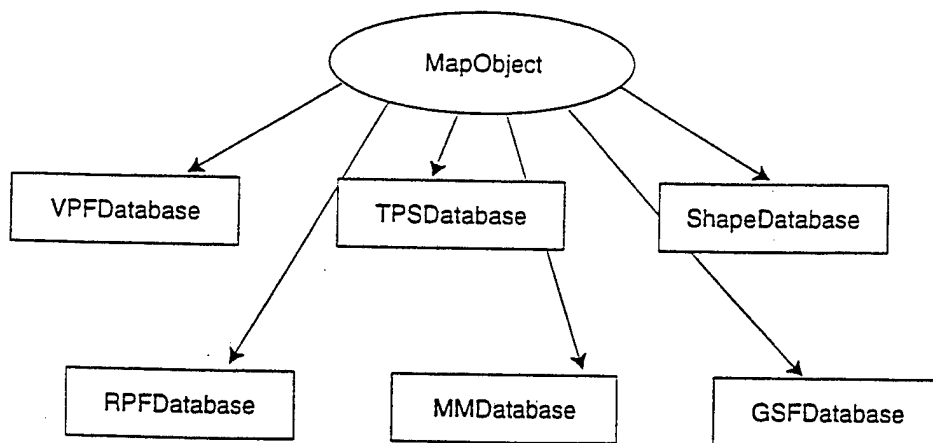 MapObject
VPFDatabase
TPSDatabase
ShapeDatabase
RPFDatabase
MMDatabase
GSFDatabase